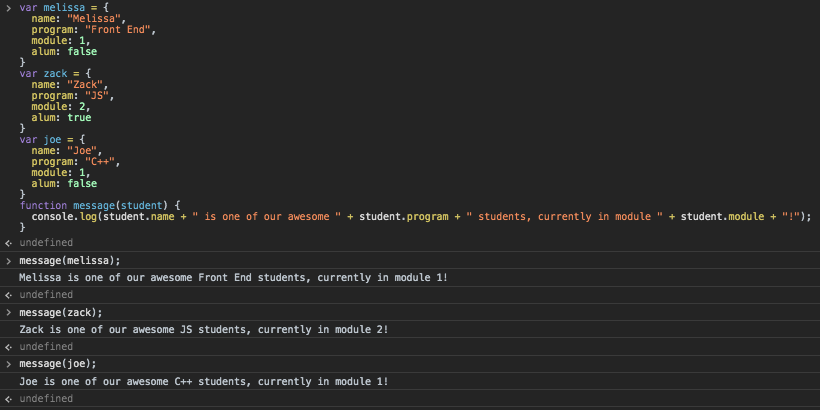 var melissa = {
  name: "Melissa",
  program: "Front End",
  module: 1,
  alum: false
}
var zack = {
  name: "Zack",
  program: "JS",
  module: 2,
  alum: true
}
var joe = {
  name: "Joe",
  program: "C++",
  module: 1,
  alum: false
}
function message(student) {
  console.log(student.name + " is one of our awesome " + student.program + " students, currently in module " + student.module + "!");
}
undefined
message(melissa);
Melissa is one of our awesome Front End students, currently in module 1!
undefined
message(zack);
Zack is one of our awesome JS students, currently in module 2!
undefined
message(joe);
Joe is one of our awesome C++ students, currently in module 1!
undefined